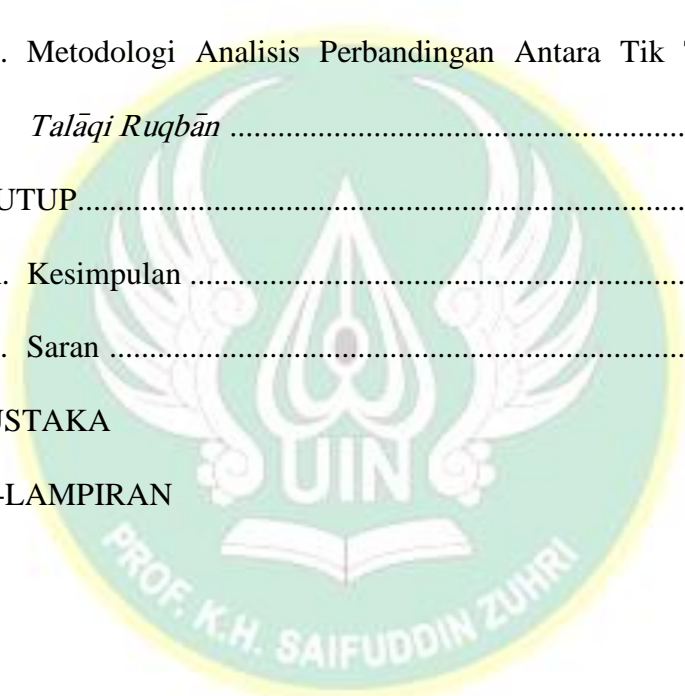 . Metodologi Analisis Perbandingan Antara Tik T
Talāqi Ruqbān ..........................................................
UTUP..................................................................................
. Kesimpulan ..................................................................
. Saran ..............................................................................
USTAKA
-LAMPIRAN
UIN
PROF. K.H. SAIFUDDIN ZUHRI